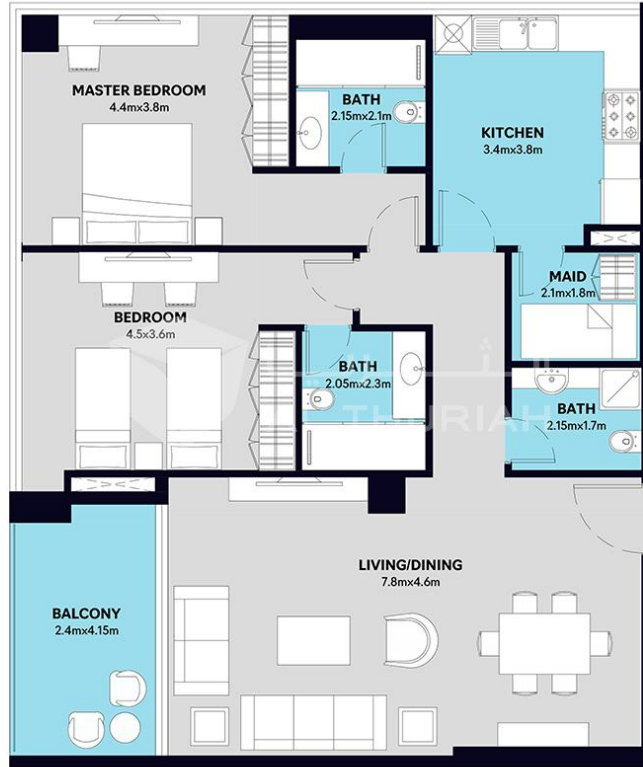 MASTER BEDROOM
4.4mx3.8m
BATH
2.15mx2.1m
KITCHEN
3.4mx3.8m
MAID
2.1mx1.8m
BEDROOM
4.5x3.6m
BATH
2.05mx2.3m
BATH
2.15mx1.7m
THURIAH
LIVING/DINING
7.8mx4.6m
BALCONY
2.4mx4.15m